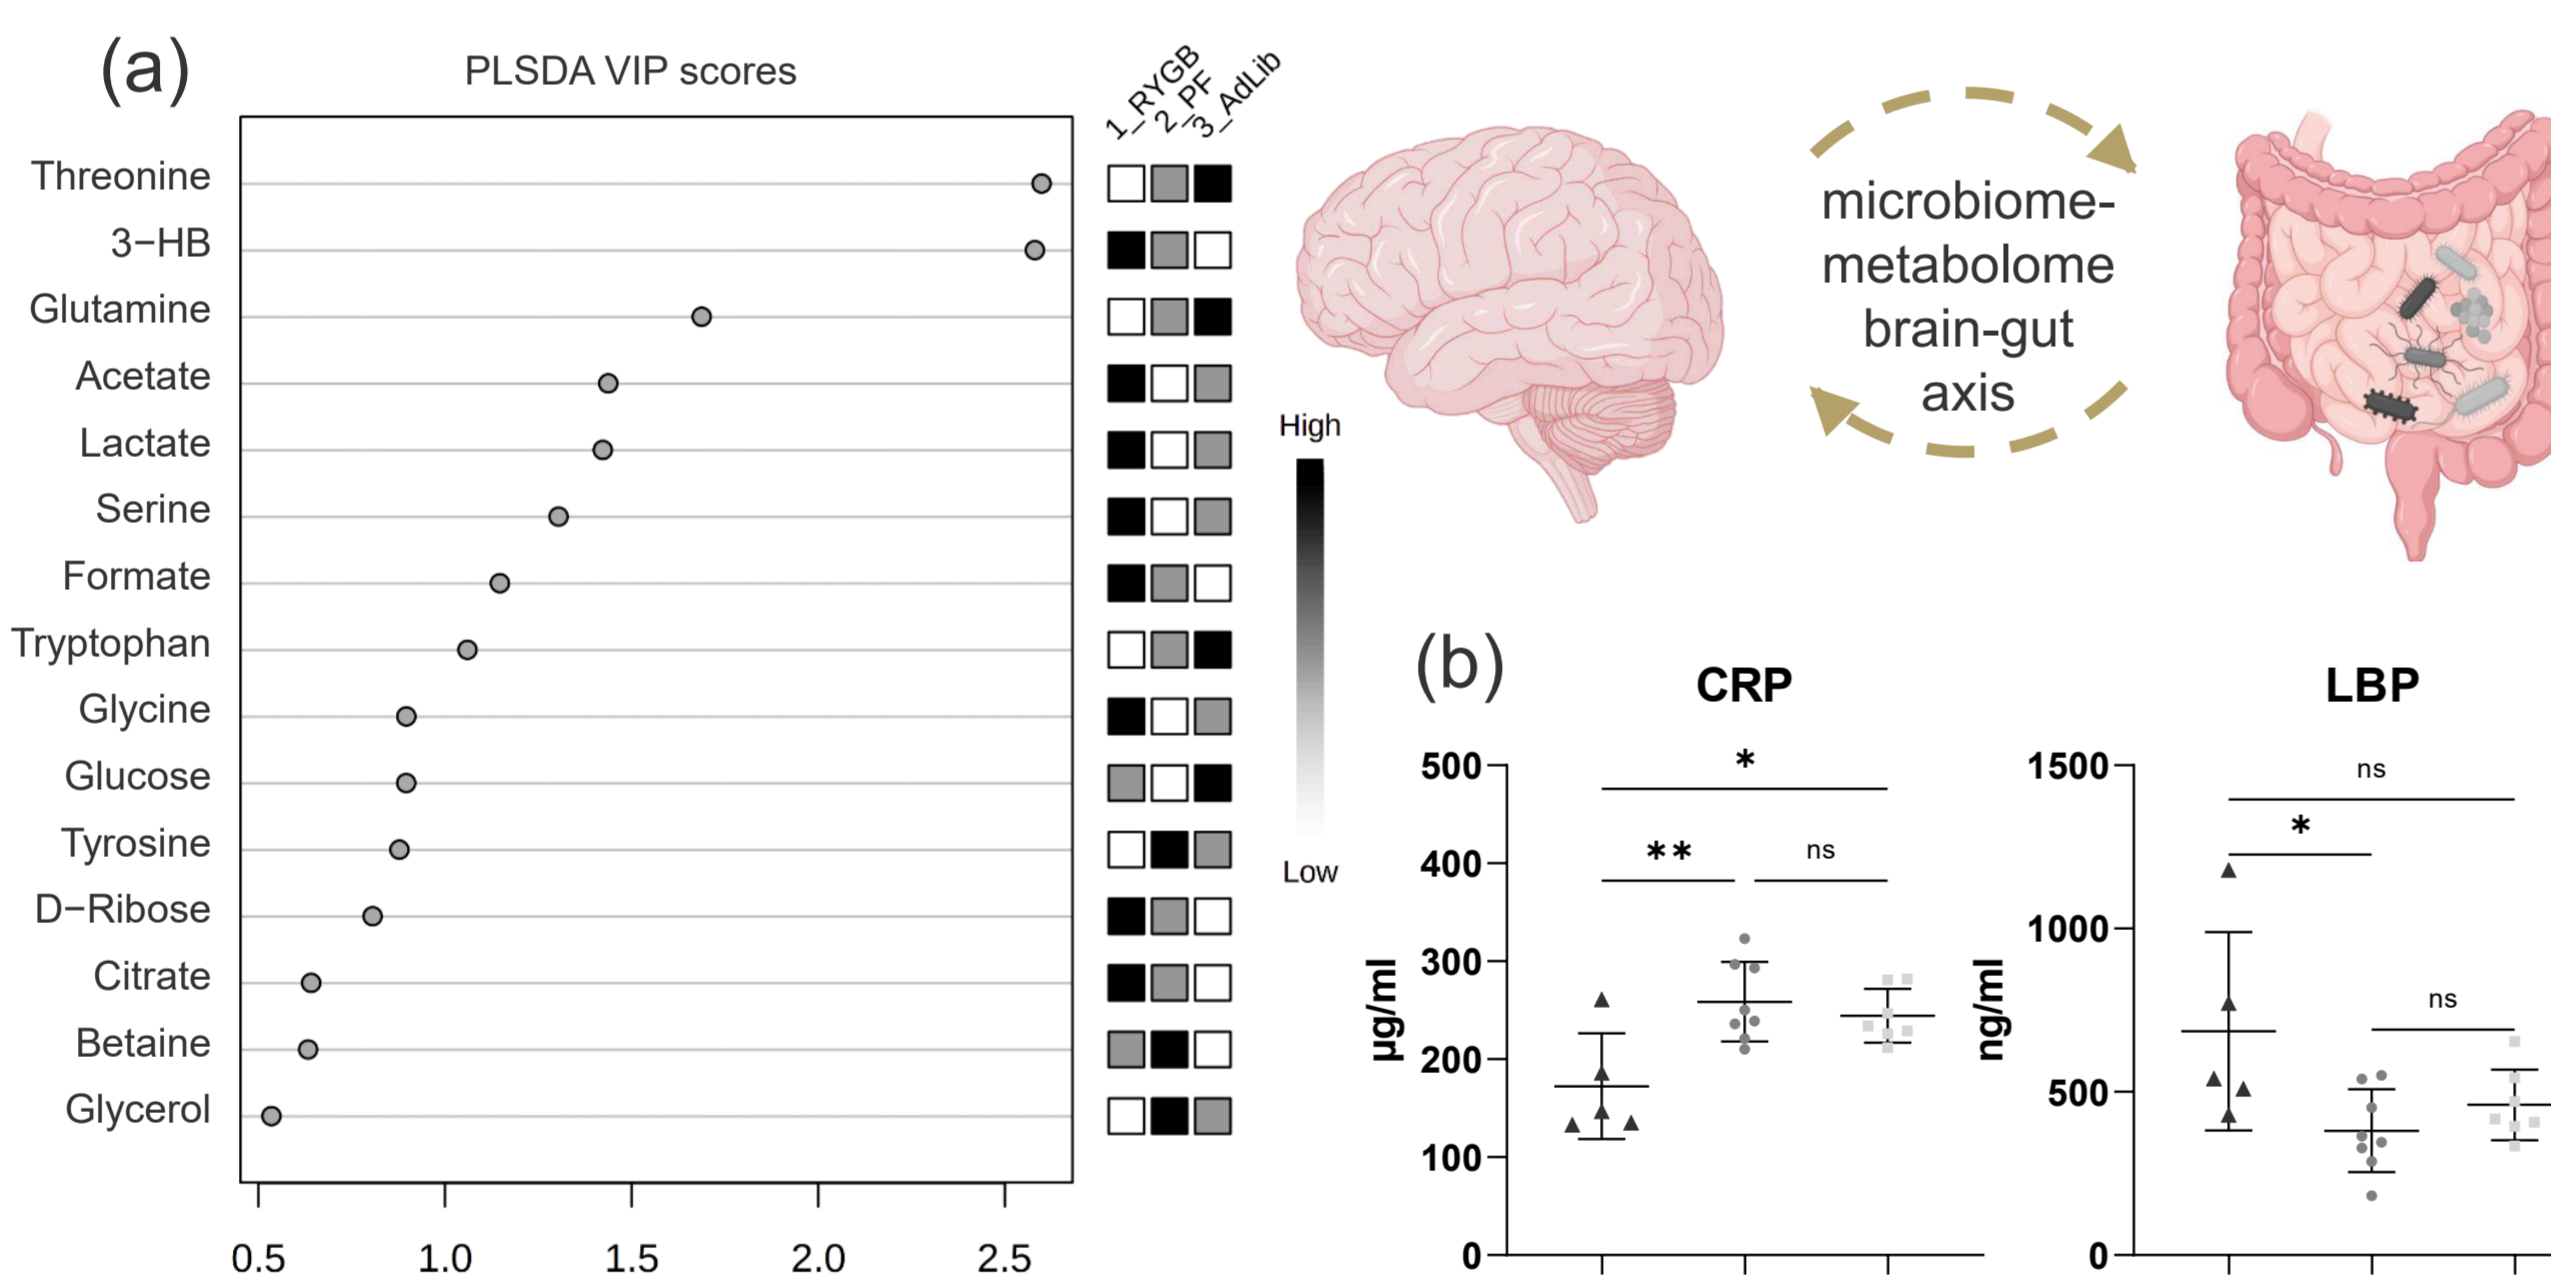 (a)
PLSDA VIP scores
1_RYGB
2_PF
3_AdLib
Threonine
3−HB
Glutamine
Acetate
Lactate
Serine
Formate
Tryptophan
Glycine
Glucose
Tyrosine
D−Ribose
Citrate
Betaine
Glycerol
0.5 1.0 1.5 2.0 2.5
High
Low
microbiome-
metabolome
brain-gut
axis
(b)
CRP
µg/ml
500
400
300
200
100
0
*
** ns
LBP
ng/ml
1500
1000
500
0
ns
*
ns